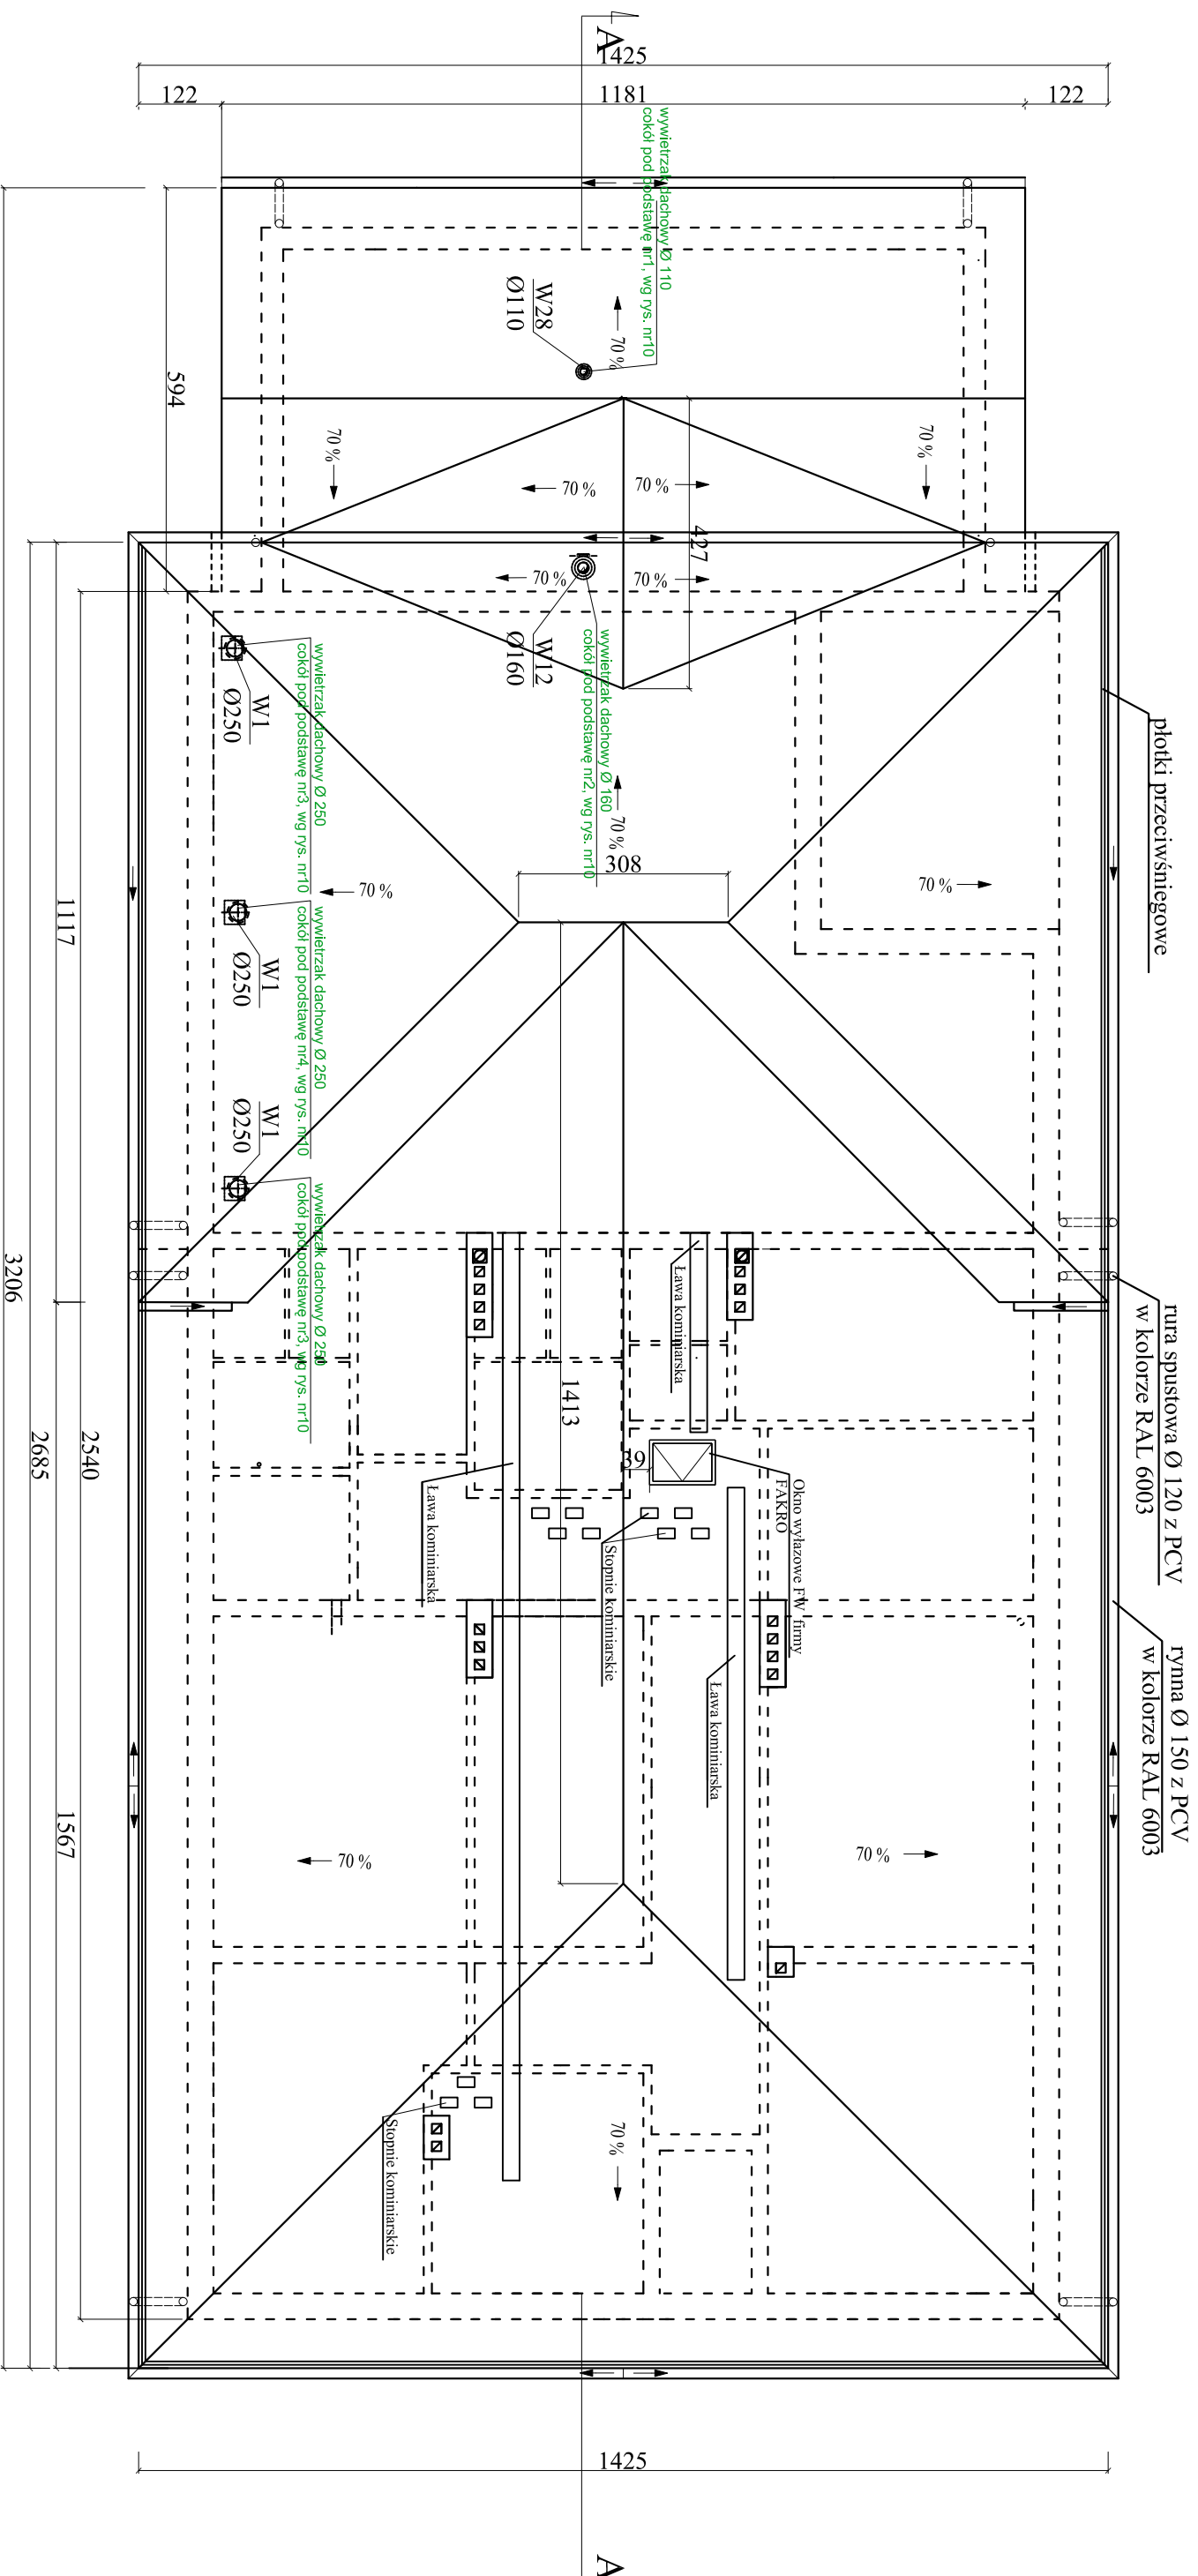 A
1425
122
1181
122
wywietrzak dachowy Ø 110
cokół pod podstawę nr1, wg rys. nr10
W28
Ø110
70 %
594
70 %
70 %
70 %
70 %
427
70 %
70 %
W12
Ø160
wywietrzak dachowy Ø 160
cokół pod podstawę nr2, wg rys. nr10
70 %
308
płotki przeciwśniegowe
wywietrzak dachowy Ø 250
cokół pod podstawę nr3, wg rys. nr10
W1
Ø250
70 %
70 %
wywietrzak dachowy Ø 250
cokół pod podstawę nr4, wg rys. nr10
W1
Ø250
1117
wywietrzak dachowy Ø 250
cokół pod podstawę nr3, wg rys. nr10
W1
Ø250
Ława kominiarska
rura spustowa Ø 120 z PCV
w kolorze RAL 6003
3206
2685
2540
1413
39
Ława kominiarska
Okno wyłazowe FW firmy
FAKRO
Stopnie kominiarskie
Ława kominiarska
rynna Ø 150 z PCV
w kolorze RAL 6003
1567
70 %
70 %
70 %
Stopnie kominiarskie
1425
A